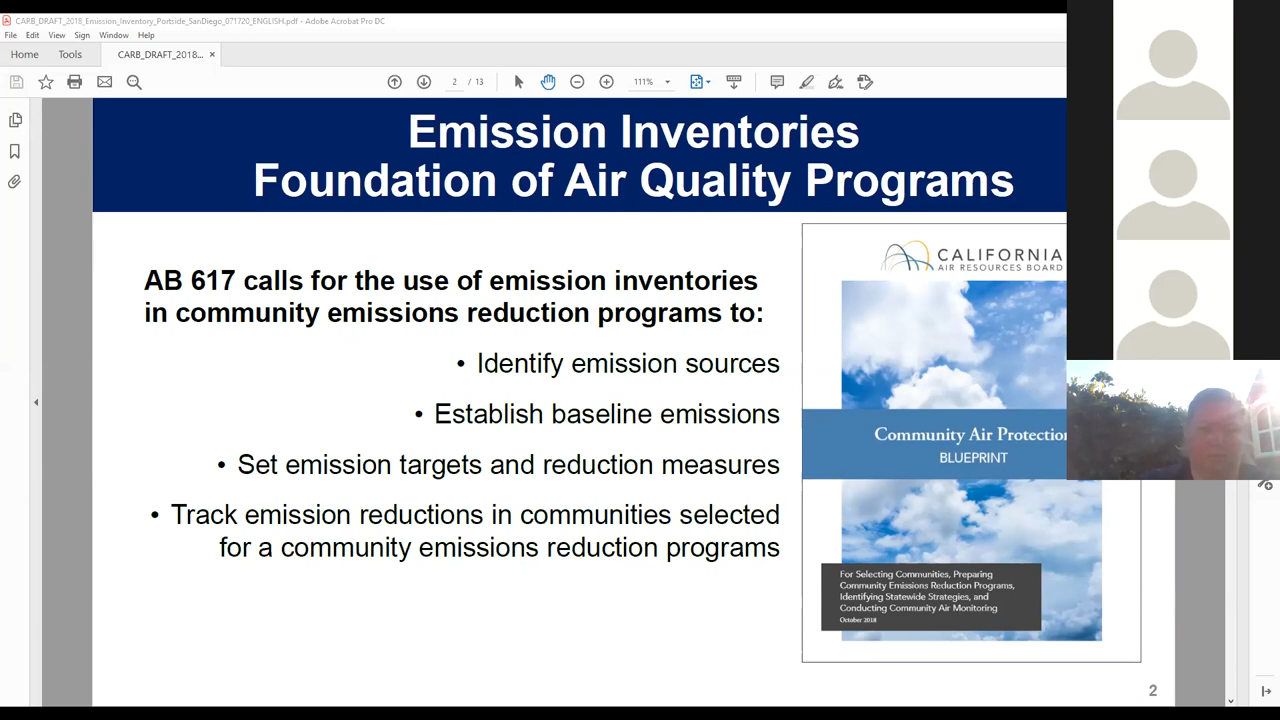 CARB_DRAFT_2018_Emission_Inventory_Portside_SanDiego_071720_ENGLISH.pdf - Adobe Acrobat Pro DC
File Edit View Sign Window Help
Home Tools CARB_DRAFT_2018... ×
2 / 13 111%
Emission Inventories
Foundation of Air Quality Programs
AB 617 calls for the use of emission inventories
in community emissions reduction programs to:
• Identify emission sources
• Establish baseline emissions
• Set emission targets and reduction measures
• Track emission reductions in communities selected
for a community emissions reduction programs
CALIFORNIA
AIR RESOURCES BOARD
Community Air Protection
BLUEPRINT
For Selecting Communities, Preparing
Community Emissions Reduction Programs,
Identifying Statewide Strategies, and
Conducting Community Air Monitoring
October 2018
2